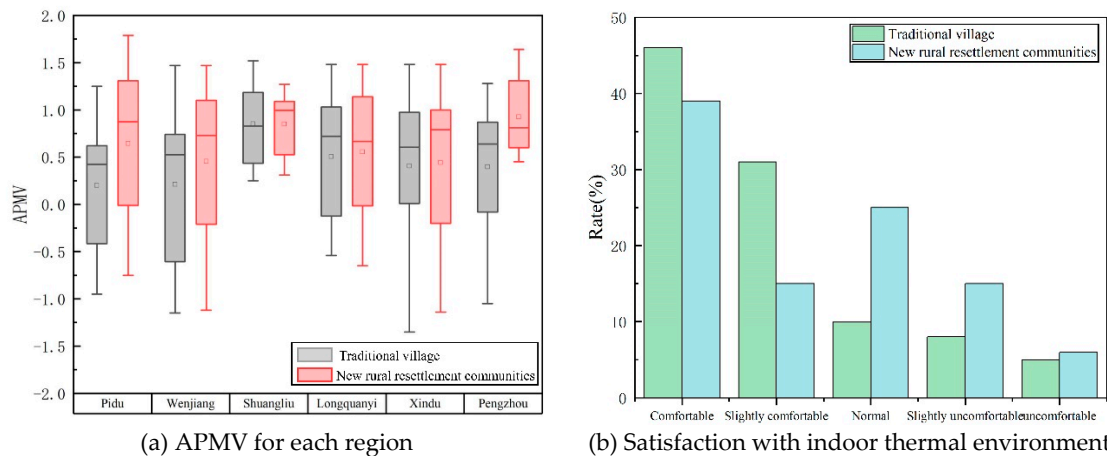 2.0
1.5
1.0
0.5
0.0
-0.5
-1.0
-1.5
-2.0
APMV
Traditional village
New rural resettlement communities
Pidu Wenjiang Shuangliu Longquanyi Xindu Pengzhou
(a) APMV for each region
50
40
30
20
10
0
Rate(%)
Traditional village
New rural resettlement communities
Comfortable Slightly comfortable Normal Slightly uncomfortable uncomfortable
(b) Satisfaction with indoor thermal environment